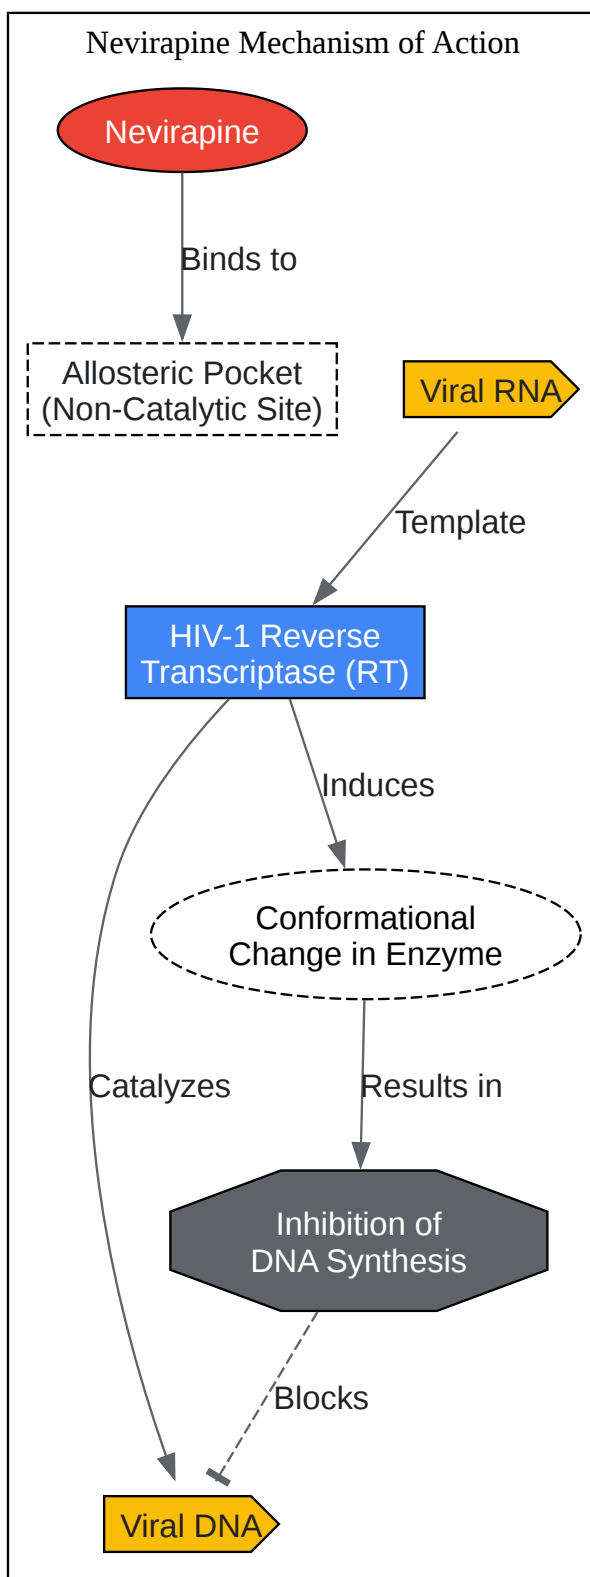 Nevirapine Mechanism of Action
Nevirapine
Binds to
Allosteric Pocket
(Non-Catalytic Site)
Viral RNA
Template
HIV-1 Reverse
Transcriptase (RT)
Induces
Conformational
Change in Enzyme
Catalyzes
Results in
Inhibition of
DNA Synthesis
Blocks
Viral DNA